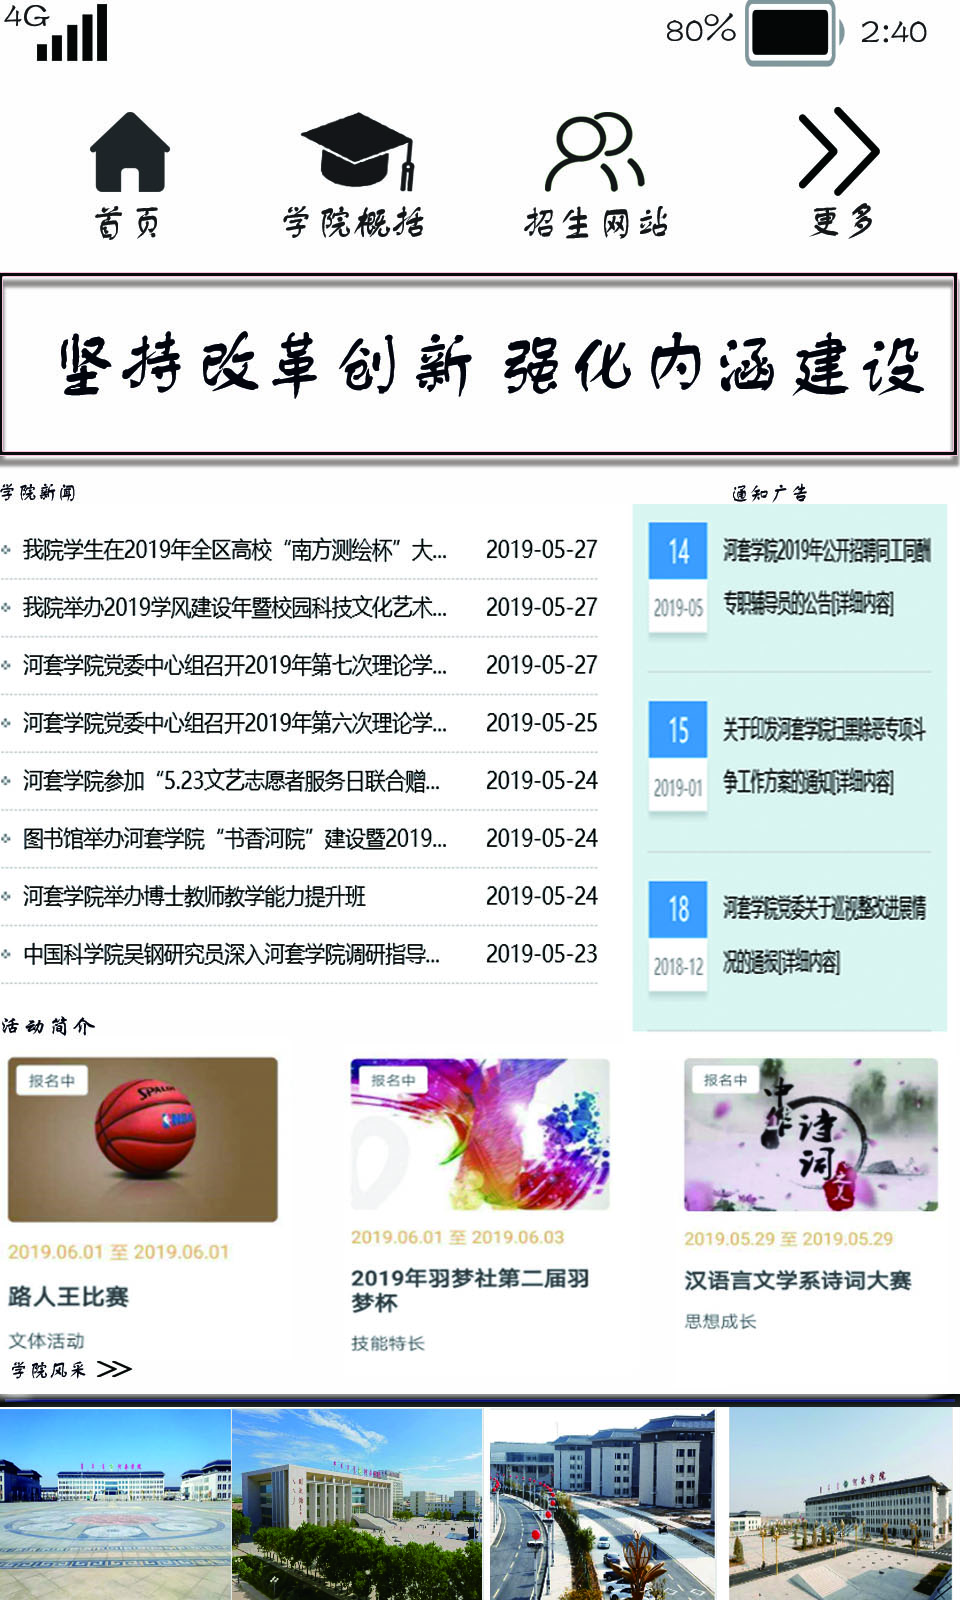 4G
80% 2:40
首页 学院概括 招生网站 更多
坚持改革创新 强化内涵建设
学院新闻
我院学生在2019年全区高校“南方测绘杯”大... 2019-05-27
我院举办2019学风建设年暨校园科技文化艺术... 2019-05-27
河套学院党委中心组召开2019年第七次理论学... 2019-05-27
河套学院党委中心组召开2019年第六次理论学... 2019-05-25
河套学院参加“5.23文艺志愿者服务日联合赠... 2019-05-24
图书馆举办河套学院“书香河院”建设暨2019... 2019-05-24
河套学院举办博士教师教学能力提升班 2019-05-24
中国科学院吴钢研究员深入河套学院调研指导... 2019-05-23
通知广告
14
2019-05
河套学院2019年公开招聘同工同酬
专职辅导员的公告[详细内容]
15
2019-01
关于印发河套学院扫黑除恶专项斗
争工作方案的通知[详细内容]
18
2018-12
河套学院党委关于巡视整改进展情
况的通报[详细内容]
活动简介
报名中
SPALDING
NBA
2019.06.01 至 2019.06.01
路人王比赛
文体活动
报名中
2019.06.01 至 2019.06.03
2019年羽梦社第二届羽
梦杯
技能特长
报名中
中华
诗词
2019.05.29 至 2019.05.29
汉语言文学系诗词大赛
思想成长
学院风采
河套学院
河套学院